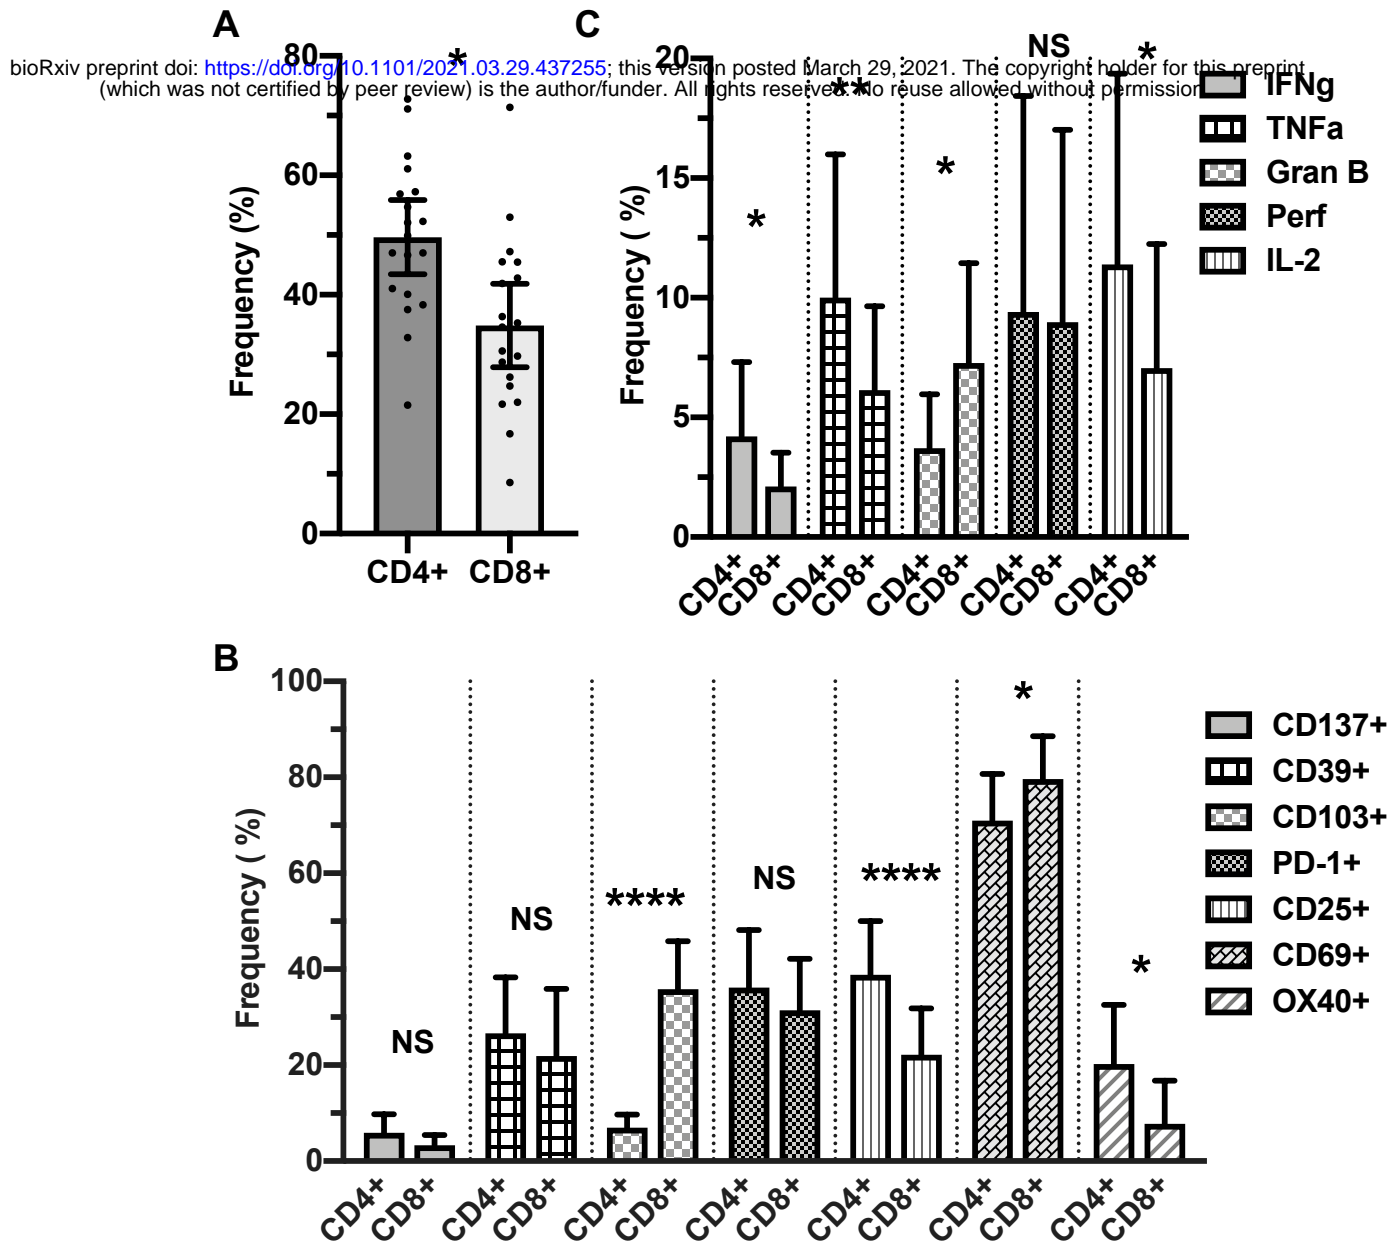 A
C
bioRxiv preprint doi: https://doi.org/10.1101/2021.03.29.437255; this version posted March 29, 2021. The copyright holder for this preprint
(which was not certified by peer review) is the author/funder. All rights reserved. No reuse allowed without permission.
80
60
40
20
0
Frequency (%)
*
CD4+ CD8+
20
15
10
5
0
Frequency ( %)
*
**
*
NS
*
CD4+ CD8+ CD4+ CD8+ CD4+ CD8+ CD4+ CD8+ CD4+ CD8+
IFNg
TNFa
Gran B
Perf
IL-2
B
100
80
60
40
20
0
Frequency ( %)
NS
NS
****
NS
****
*
*
CD4+ CD8+ CD4+ CD8+ CD4+ CD8+ CD4+ CD8+ CD4+ CD8+ CD4+ CD8+ CD4+ CD8+
CD137+
CD39+
CD103+
PD-1+
CD25+
CD69+
OX40+